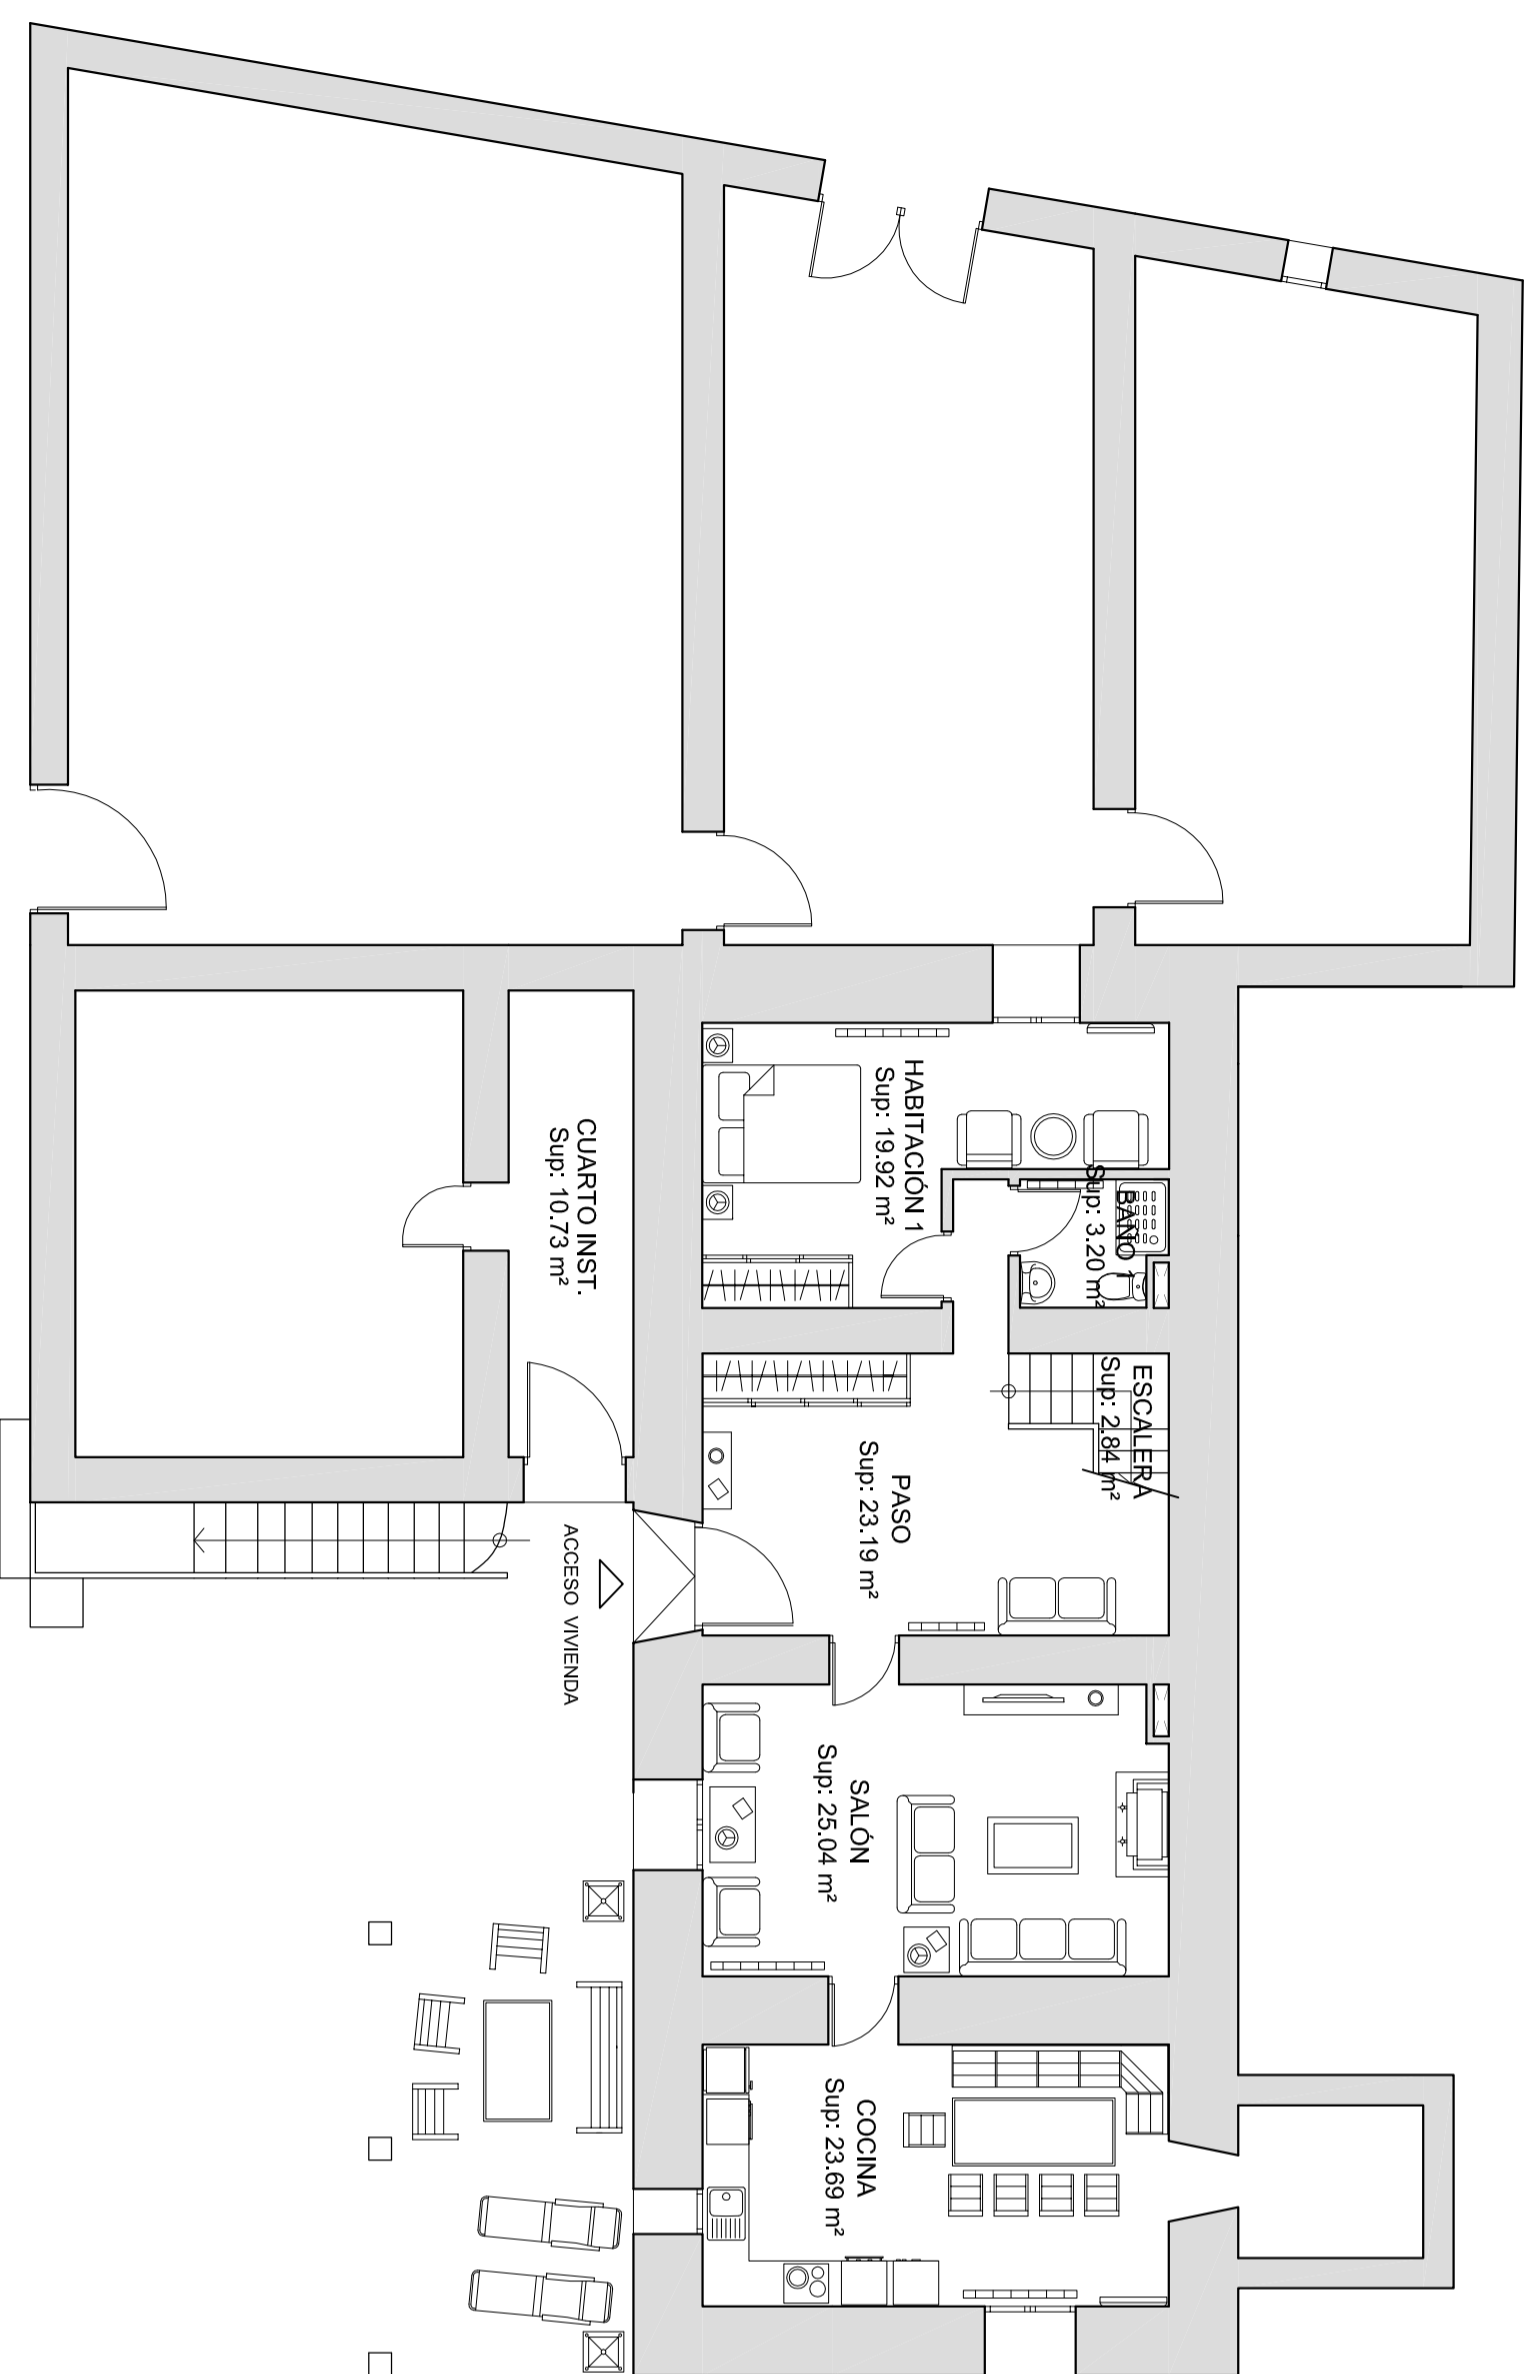 HABITACIÓN 1
Sup: 19.92 m²
BAÑO 1
Sup: 3.20 m²
CUARTO INST.
Sup: 10.73 m²
ESCALERA
Sup: 2.84 m²
PASO
Sup: 23.19 m²
ACCESO VIVIENDA
SALÓN
Sup: 25.04 m²
COCINA
Sup: 23.69 m²